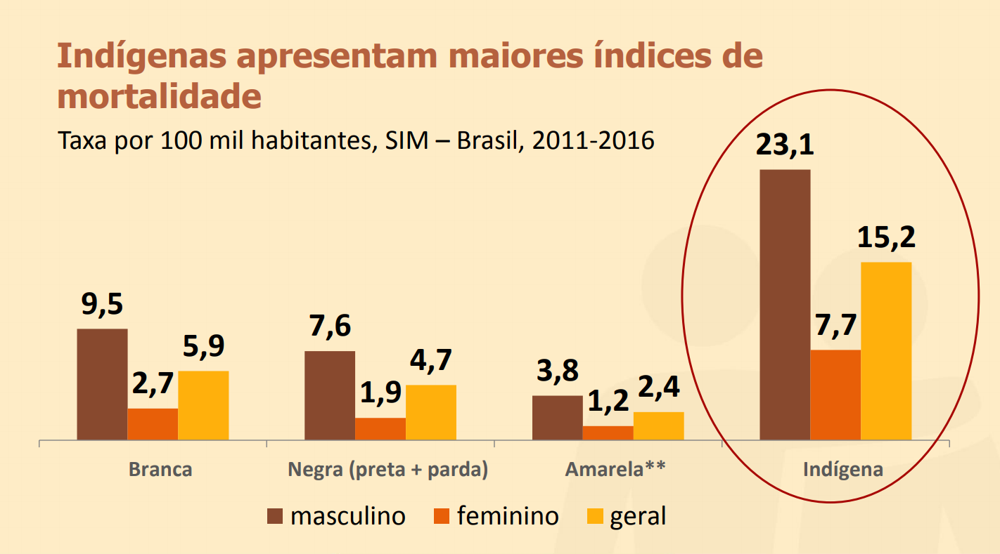 Indígenas apresentam maiores índices de
mortalidade
Taxa por 100 mil habitantes, SIM – Brasil, 2011-2016
9,5
2,7
5,9
7,6
1,9
4,7
3,8
1,2
2,4
23,1
7,7
15,2
Branca
Negra (preta + parda)
Amarela**
Indígena
masculino
feminino
geral